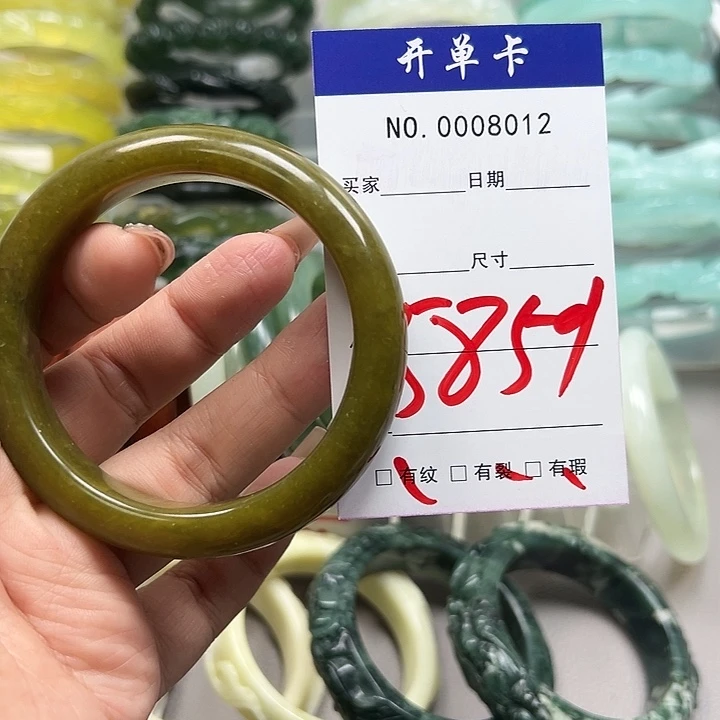 开单卡
NO. 0008012
买家 日期
尺寸
5859
□有纹 □有裂 □有瑕